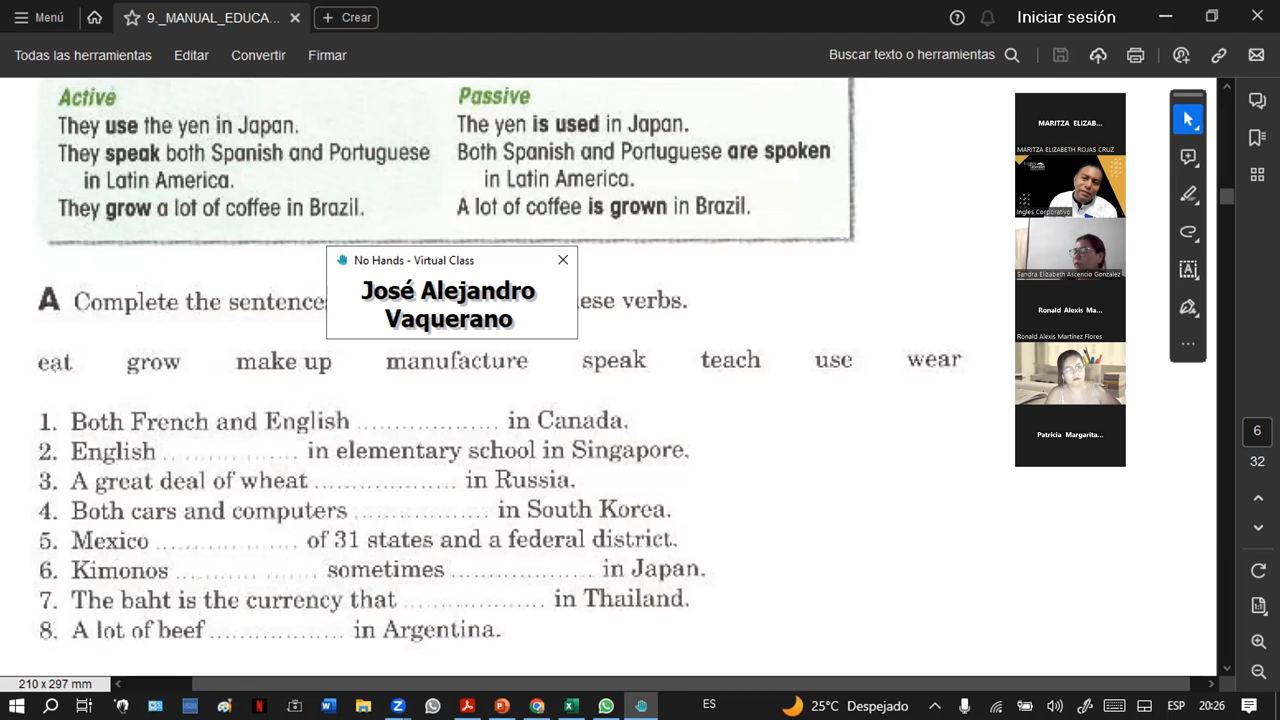 Menú
9._MANUAL_EDUCA...
Crear
Iniciar sesión
Todas las herramientas
Editar
Convertir
Firmar
Buscar texto o herramientas
Active
They use the yen in Japan.
They speak both Spanish and Portuguese
in Latin America.
They grow a lot of coffee in Brazil.
Passive
The yen is used in Japan.
Both Spanish and Portuguese are spoken
in Latin America.
A lot of coffee is grown in Brazil.
No Hands - Virtual Class
José Alejandro
Vaquerano
A Complete the sentences ese verbs.
eat grow make up manufacture speak teach use wear
1. Both French and English .................. in Canada.
2. English .................. in elementary school in Singapore.
3. A great deal of wheat .................. in Russia.
4. Both cars and computers .................. in South Korea.
5. Mexico .................. of 31 states and a federal district.
6. Kimonos .................. sometimes .................. in Japan.
7. The baht is the currency that .................. in Thailand.
8. A lot of beef .................. in Argentina.
MARITZA ELIZAB...
MARITZA ELIZABETH ROJAS CRUZ
Ingles Corporativo
Sandra Elizabeth Ascencio Gonzalez
Ronald Alexis Ma...
Ronald Alexis Martínez Flores
Patricia Margarita...
6
32
210 x 297 mm
ES
25°C Despejado
ESP
20:26